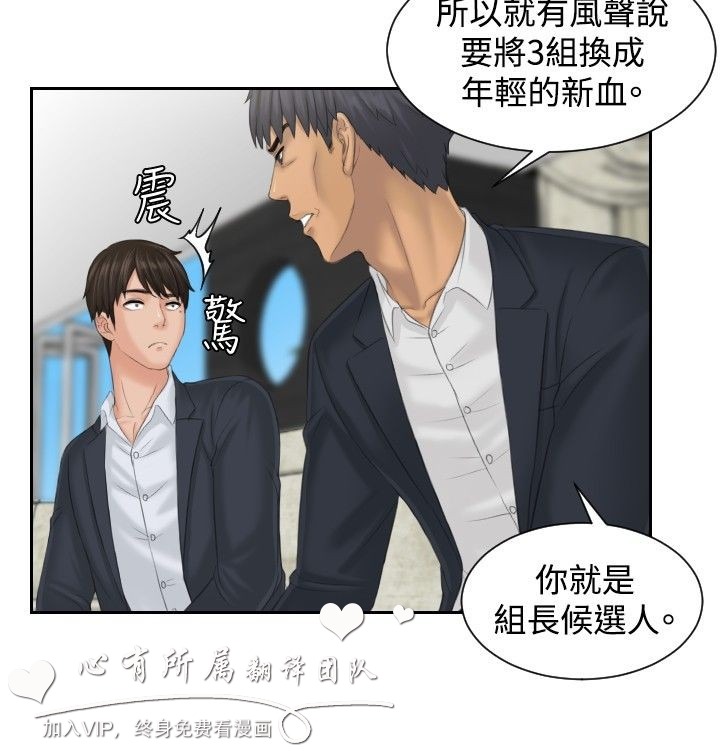 所以就有風聲說
要將3組換成
年輕的新血。
震
驚
你就是
組長候選人。
心有所属翻译团队
加入VIP，终身免费看漫画